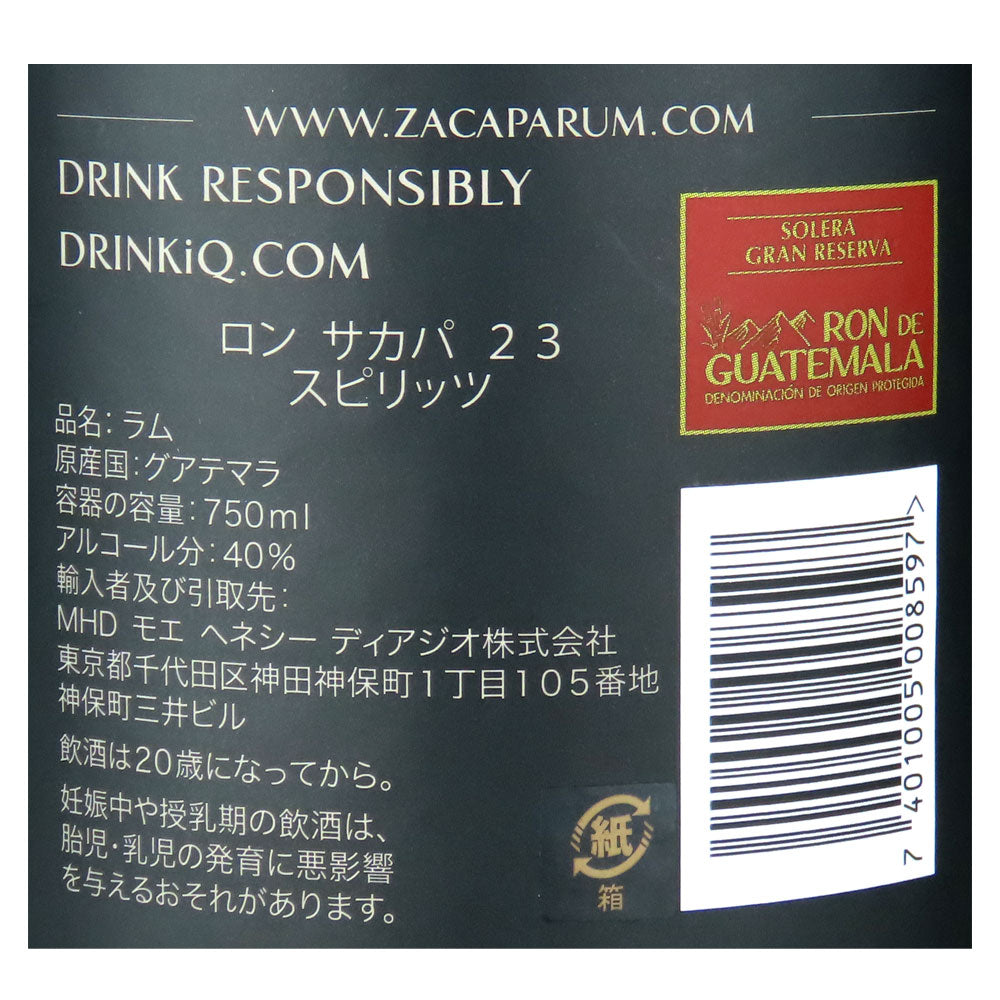 WWW.ZACAPARUM.COM
DRINK RESPONSIBLY
DRINKiQ.COM
ロン サカパ 23
スピリッツ
品名：ラム
原産国：グアテマラ
容器の容量：750ml
アルコール分：40%
輸入者及び引取先：
MHD モエ ヘネシー ディアジオ株式会社
東京都千代田区神田神保町1丁目105番地
神保町三井ビル
飲酒は20歳になってから。
妊娠中や授乳期の飲酒は、
胎児・乳児の発育に悪影響
を与えるおそれがあります。
SOLERA
GRAN RESERVA
RON DE
GUATEMALA
DENOMINACIÓN DE ORIGEN PROTEGIDA
7 401005 008597 >
紙
箱